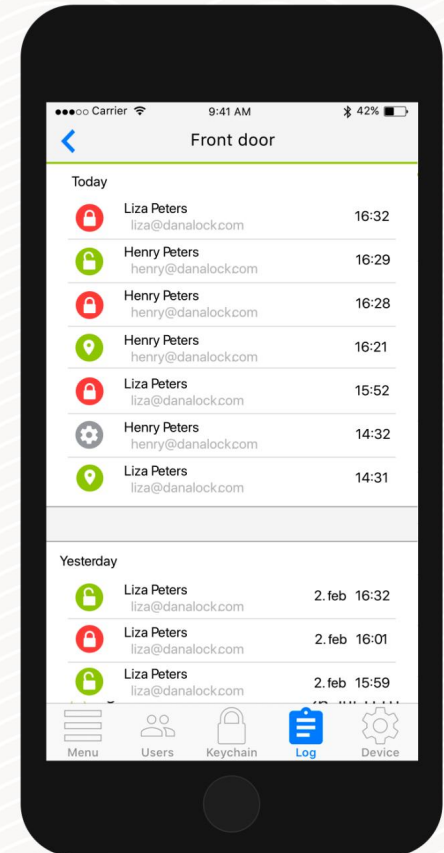 Carrier 9:41 AM 42%
Front door
Today
Liza Peters
liza@danalock.com
16:32
Henry Peters
henry@danalock.com
16:29
Henry Peters
henry@danalock.com
16:28
Henry Peters
henry@danalock.com
16:21
Liza Peters
liza@danalock.com
15:52
Henry Peters
henry@danalock.com
14:32
Liza Peters
liza@danalock.com
14:31
Yesterday
Liza Peters
liza@danalock.com
2. feb 16:32
Liza Peters
liza@danalock.com
2. feb 16:01
Liza Peters
liza@danalock.com
2. feb 15:59
Menu Users Keychain Log Device